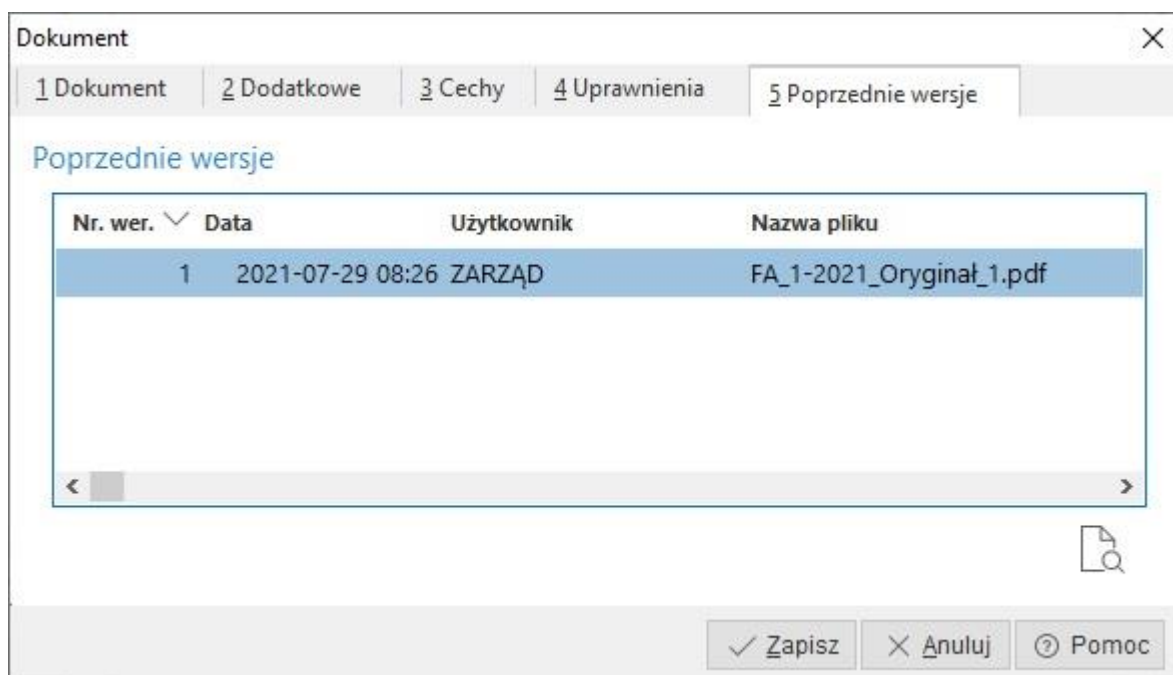 Dokument
1 Dokument 2 Dodatkowe 3 Cechy 4 Uprawnienia 5 Poprzednie wersje
Poprzednie wersje
Nr. wer. Data Użytkownik Nazwa pliku
1 2021-07-29 08:26 ZARZĄD FA_1-2021_Oryginał_1.pdf
Zapisz Anuluj Pomoc